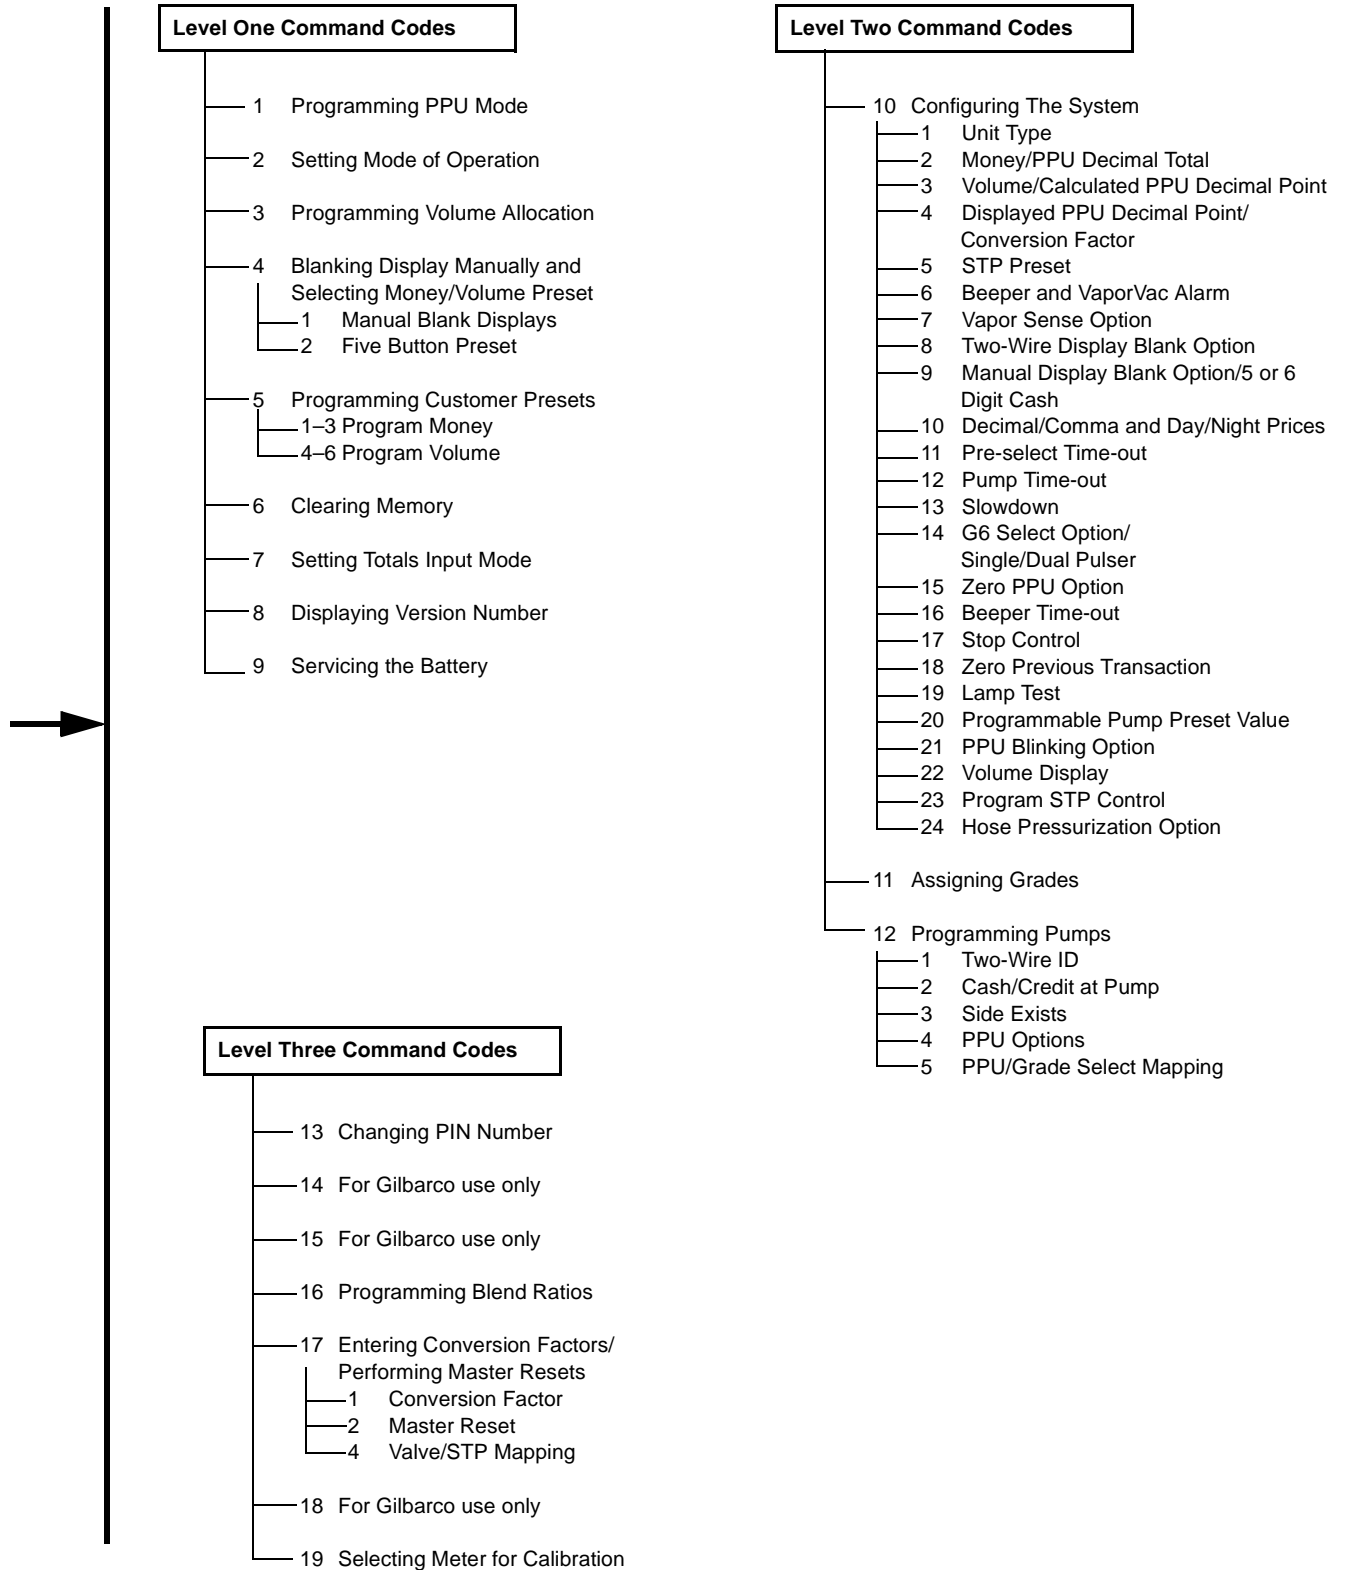 Level One Command Codes
1 Programming PPU Mode
2 Setting Mode of Operation
3 Programming Volume Allocation
4 Blanking Display Manually and
Selecting Money/Volume Preset
1 Manual Blank Displays
2 Five Button Preset
5 Programming Customer Presets
1–3 Program Money
4–6 Program Volume
6 Clearing Memory
7 Setting Totals Input Mode
8 Displaying Version Number
9 Servicing the Battery
Level Two Command Codes
10 Configuring The System
1 Unit Type
2 Money/PPU Decimal Total
3 Volume/Calculated PPU Decimal Point
4 Displayed PPU Decimal Point/
Conversion Factor
5 STP Preset
6 Beeper and VaporVac Alarm
7 Vapor Sense Option
8 Two-Wire Display Blank Option
9 Manual Display Blank Option/5 or 6
Digit Cash
10 Decimal/Comma and Day/Night Prices
11 Pre-select Time-out
12 Pump Time-out
13 Slowdown
14 G6 Select Option/
Single/Dual Pulser
15 Zero PPU Option
16 Beeper Time-out
17 Stop Control
18 Zero Previous Transaction
19 Lamp Test
20 Programmable Pump Preset Value
21 PPU Blinking Option
22 Volume Display
23 Program STP Control
24 Hose Pressurization Option
11 Assigning Grades
12 Programming Pumps
1 Two-Wire ID
2 Cash/Credit at Pump
3 Side Exists
4 PPU Options
5 PPU/Grade Select Mapping
Level Three Command Codes
13 Changing PIN Number
14 For Gilbarco use only
15 For Gilbarco use only
16 Programming Blend Ratios
17 Entering Conversion Factors/
Performing Master Resets
1 Conversion Factor
2 Master Reset
4 Valve/STP Mapping
18 For Gilbarco use only
19 Selecting Meter for Calibration